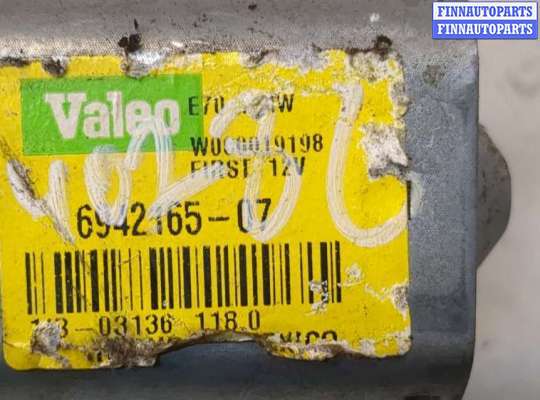 FINNAUTOPARTS
FINNAUTOPARTS
Valeo
W000019198
FIRST 12V
6942165-07
03136 118.0